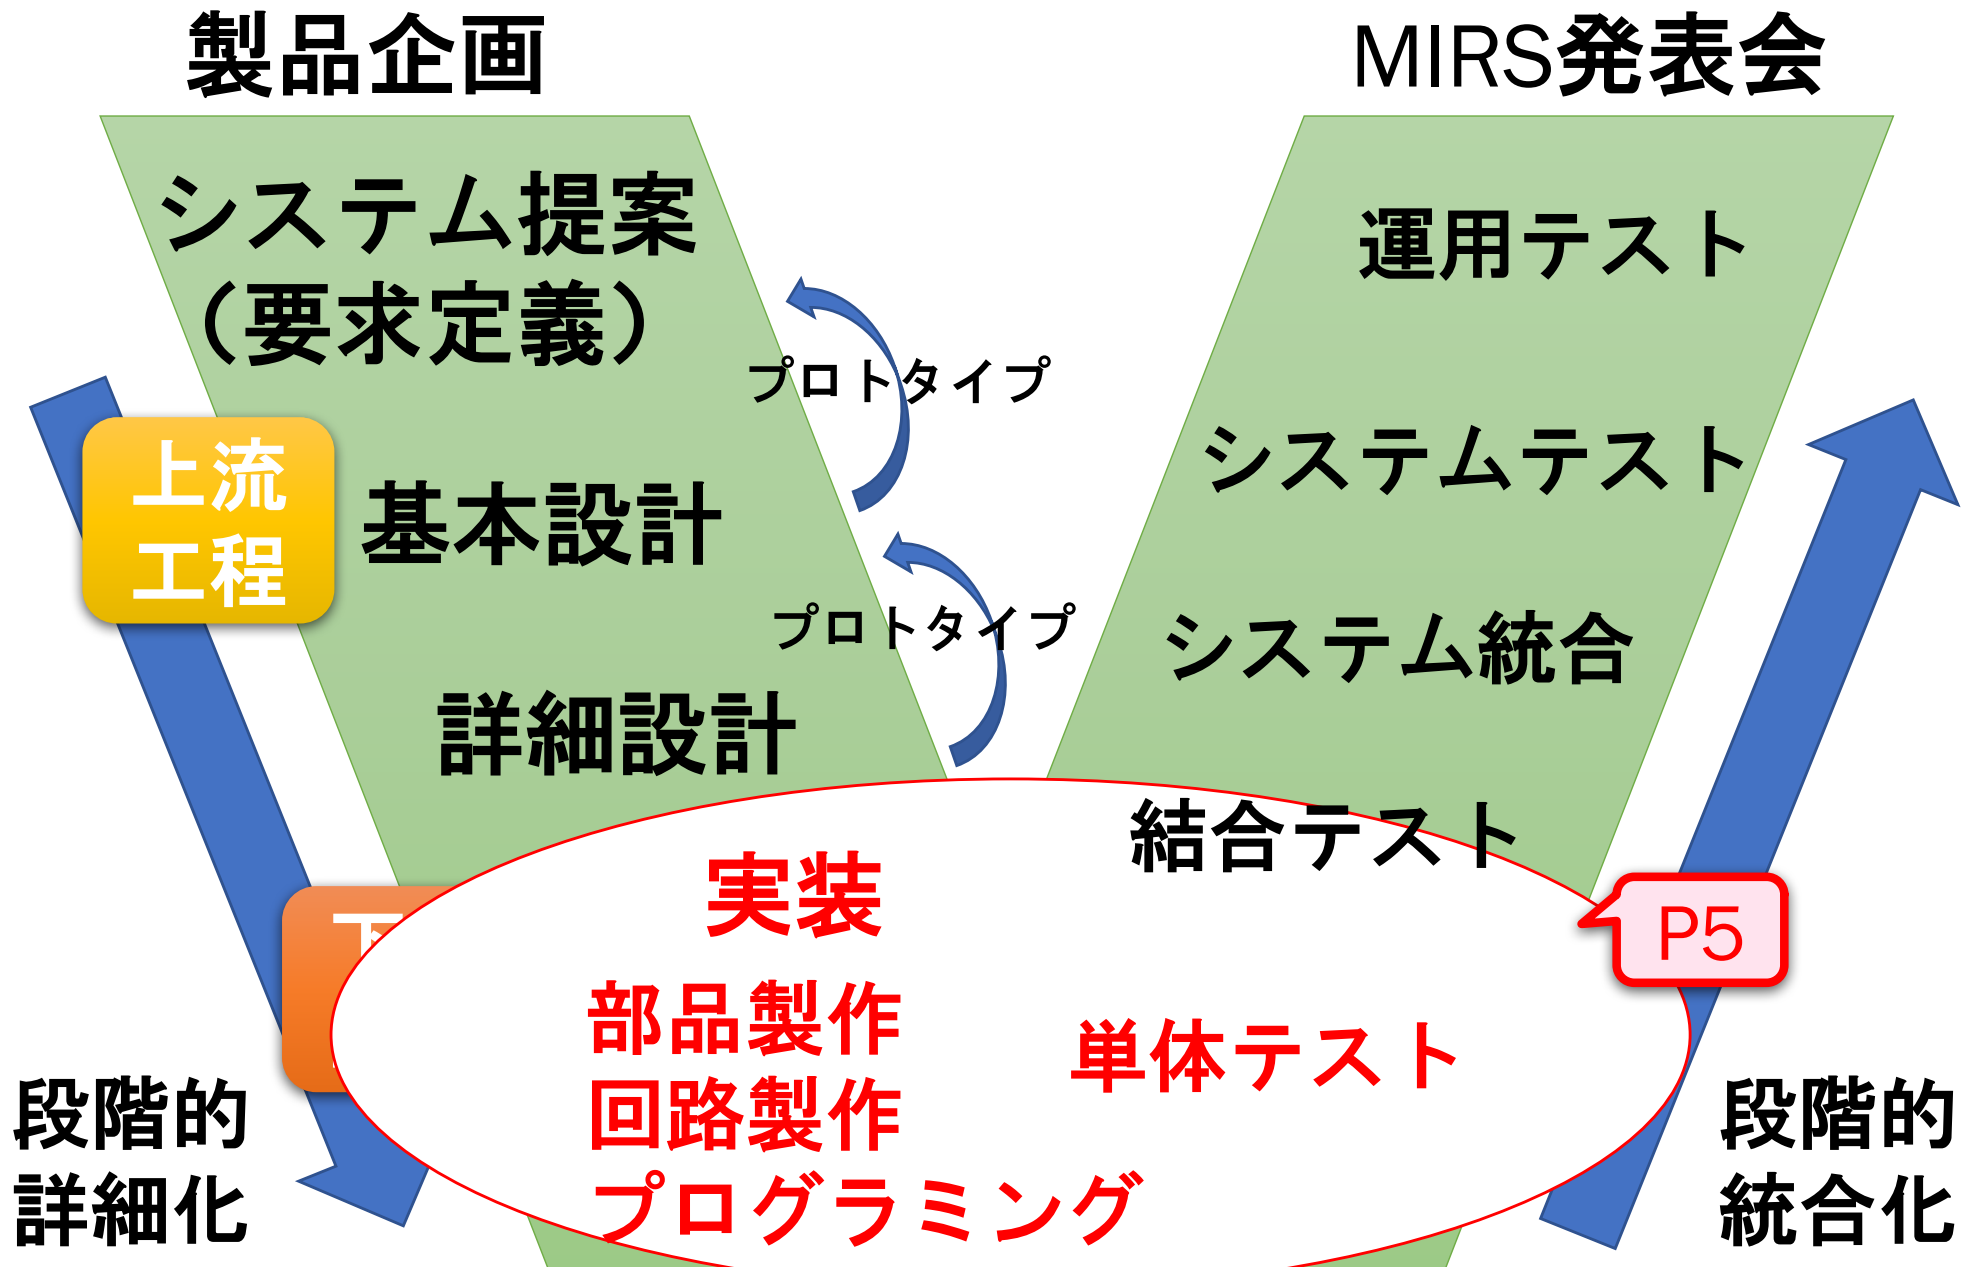 製品企画
MIRS発表会
システム提案
（要求定義）
運用テスト
プロトタイプ
上流
工程
基本設計
システムテスト
プロトタイプ
システム統合
詳細設計
結合テスト
実装
下
P5
部品製作
回路製作
プログラミング
単体テスト
段階的
詳細化
段階的
統合化